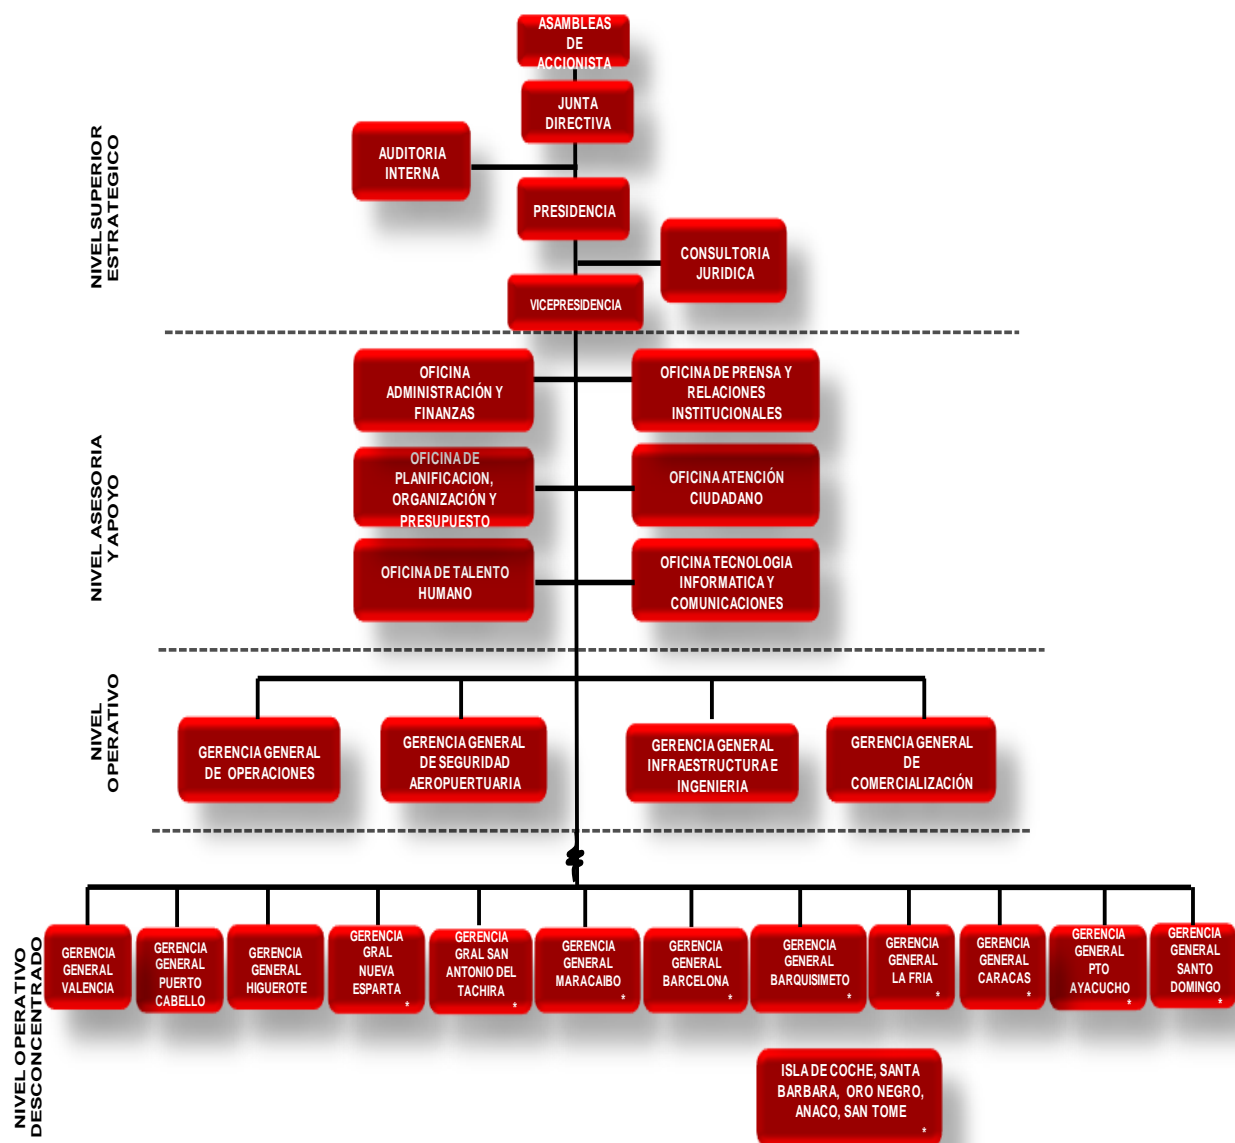 ASAMBLEAS
DE
ACCIONISTA
JUNTA
DIRECTIVA
AUDITORIA
INTERNA
PRESIDENCIA
CONSULTORIA
JURIDICA
VICEPRESIDENCIA
NIVEL SUPERIOR
ESTRATEGICO
OFICINA
ADMINISTRACIÓN Y
FINANZAS
OFICINA DE PRENSA Y
RELACIONES
INSTITUCIONALES
OFICINA DE
PLANIFICACION,
ORGANIZACIÓN Y
PRESUPUESTO
OFICINA ATENCIÓN
CIUDADANO
OFICINA DE TALENTO
HUMANO
OFICINA TECNOLOGIA
INFORMATICA Y
COMUNICACIONES
NIVEL ASESORIA
Y APOYO
NIVEL
OPERATIVO
GERENCIA GENERAL
DE OPERACIONES
GERENCIA GENERAL
DE SEGURIDAD
AEROPUERTUARIA
GERENCIA GENERAL
INFRAESTRUCTURA E
INGENIERIA
GERENCIA GENERAL
DE
COMERCIALIZACIÓN
NIVEL OPERATIVO
DESCONCENTRADO
GERENCIA
GENERAL
VALENCIA
GERENCIA
GENERAL
PUERTO
CABELLO
GERENCIA
GENERAL
HIGUEROTE
GERENCIA
GRAL
NUEVA
ESPARTA
*
GERENCIA
GRAL SAN
ANTONIO DEL
TACHIRA
*
GERENCIA
GENERAL
MARACAIBO
*
GERENCIA
GENERAL
BARCELONA
*
GERENCIA
GENERAL
BARQUISIMETO
*
GERENCIA
GENERAL
LA FRIA
*
GERENCIA
GENERAL
CARACAS
*
GERENCIA
GENERAL
PTO
AYACUCHO
*
GERENCIA
GENERAL
SANTO
DOMINGO
*
ISLA DE COCHE, SANTA
BARBARA, ORO NEGRO,
ANACO, SAN TOME
*